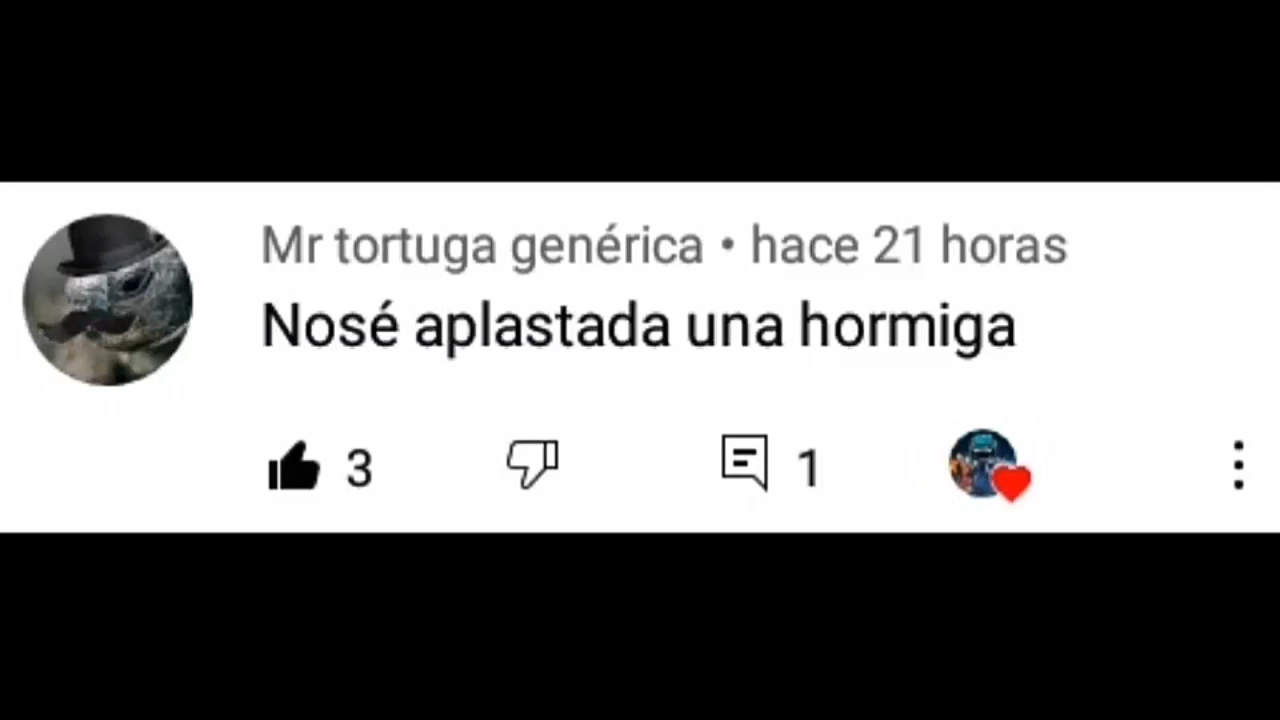 Mr tortuga genérica • hace 21 horas
Nosé aplastada una hormiga
3 1